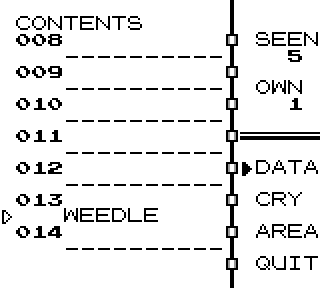 CONTENTS
008
----------
009
----------
010
----------
011
----------
012
----------
013
WEEDLE
014
----------
SEEN
5
OWN
1
DATA
CRY
AREA
QUIT